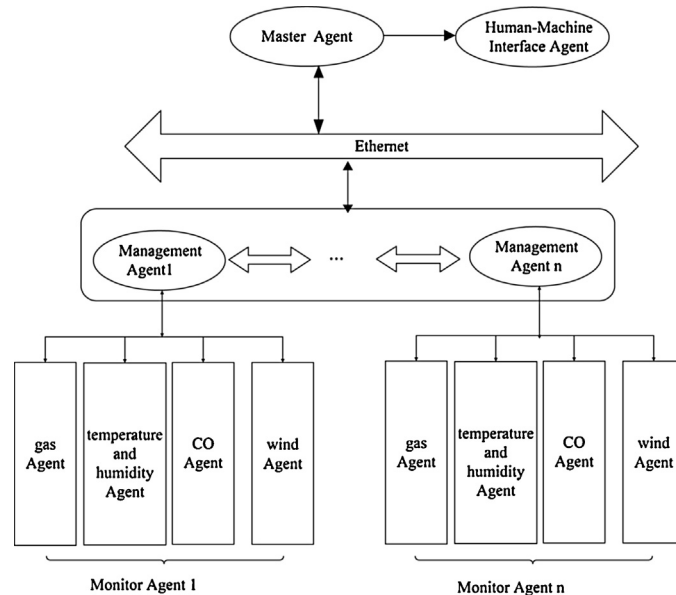 Master Agent
Human-Machine
Interface Agent
Ethernet
Management
Agent1
...
Management
Agent n
gas
Agent
temperature
and
humidity
Agent
CO
Agent
wind
Agent
gas
Agent
temperature
and
humidity
Agent
CO
Agent
wind
Agent
Monitor Agent 1
Monitor Agent n